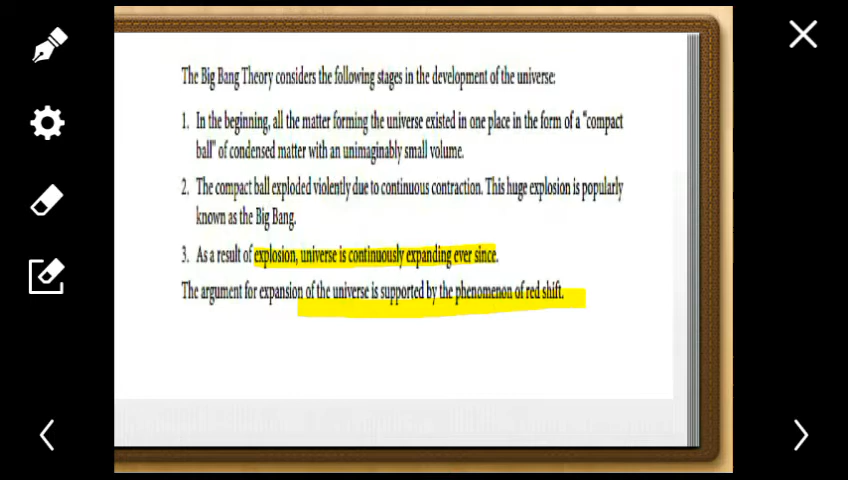 The Big Bang Theory considers the following stages in the development of the universe:
1. In the beginning, all the matter forming the universe existed in one place in the form of a "compact
ball" of condensed matter with an unimaginably small volume.
2. The compact ball exploded violently due to continuous contraction. This huge explosion is popularly
known as the Big Bang.
3. As a result of explosion, universe is continuously expanding ever since.
The argument for expansion of the universe is supported by the phenomenon of red shift.